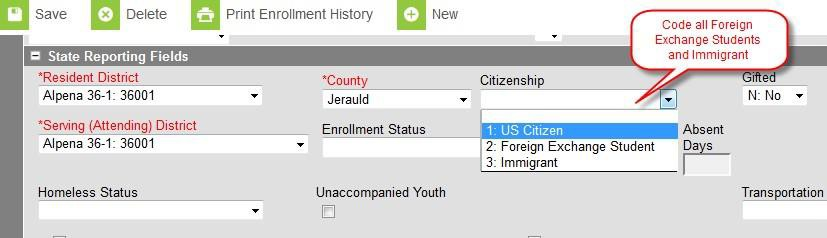 Save Delete Print Enrollment History New
Code all Foreign
Exchange Students
and Immigrant
State Reporting Fields
*Resident District *County Citizenship Gifted
Alpena 36-1: 36001 Jerauld N: No
*Serving (Attending) District Enrollment Status Absent
Days
Alpena 36-1: 36001
1: US Citizen
2: Foreign Exchange Student
3: Immigrant
Homeless Status Unaccompanied Youth Transportation